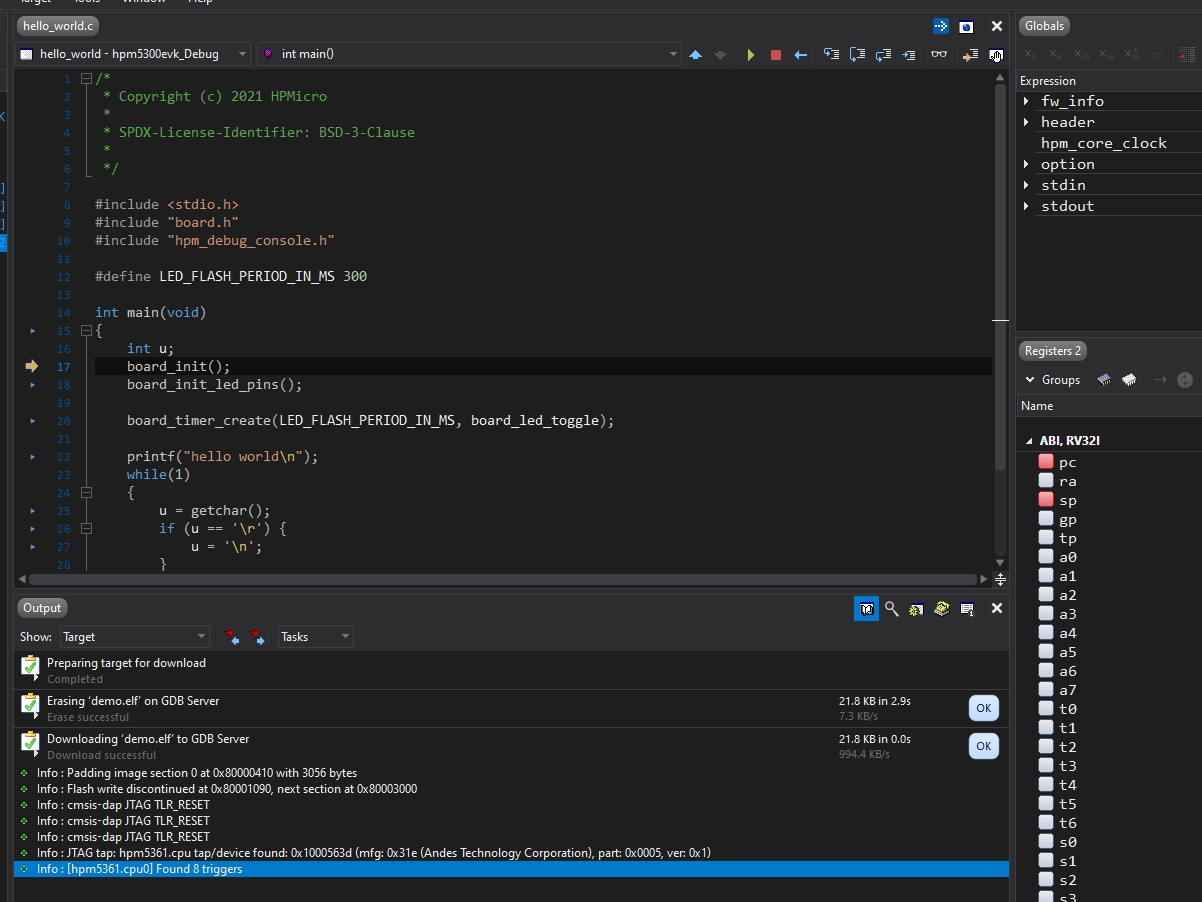 Target Tools Window Help
hello_world.c
hello_world - hpm5300evk_Debug
int main()
1 /*
2 * Copyright (c) 2021 HPMicro
3 *
4 * SPDX-License-Identifier: BSD-3-Clause
5 *
6 */
7
8 #include <stdio.h>
9 #include "board.h"
10 #include "hpm_debug_console.h"
11
12 #define LED_FLASH_PERIOD_IN_MS 300
13
14 int main(void)
15 {
16 int u;
17 board_init();
18 board_init_led_pins();
19
20 board_timer_create(LED_FLASH_PERIOD_IN_MS, board_led_toggle);
21
22 printf("hello world\n");
23 while(1)
24 {
25 u = getchar();
26 if (u == '\r') {
27 u = '\n';
28 }
Output
Show: Target Tasks
Preparing target for download
Completed
Erasing ‘demo.elf’ on GDB Server 21.8 KB in 2.9s OK
Erase successful 7.3 KB/s
Downloading ‘demo.elf’ to GDB Server 21.8 KB in 0.0s OK
Download successful 994.4 KB/s
Info : Padding image section 0 at 0x80000410 with 3056 bytes
Info : Flash write discontinued at 0x80001090, next section at 0x80003000
Info : cmsis-dap JTAG TLR_RESET
Info : cmsis-dap JTAG TLR_RESET
Info : cmsis-dap JTAG TLR_RESET
Info : JTAG tap: hpm5361.cpu tap/device found: 0x1000563d (mfg: 0x31e (Andes Technology Corporation), part: 0x0005, ver: 0x1)
Info : [hpm5361.cpu0] Found 8 triggers
Globals
Expression
fw_info
header
hpm_core_clock
option
stdin
stdout
Registers 2
Groups
Name
ABI, RV32I
pc
ra
sp
gp
tp
a0
a1
a2
a3
a4
a5
a6
a7
t0
t1
t2
t3
t4
t5
t6
s0
s1
s2
s3